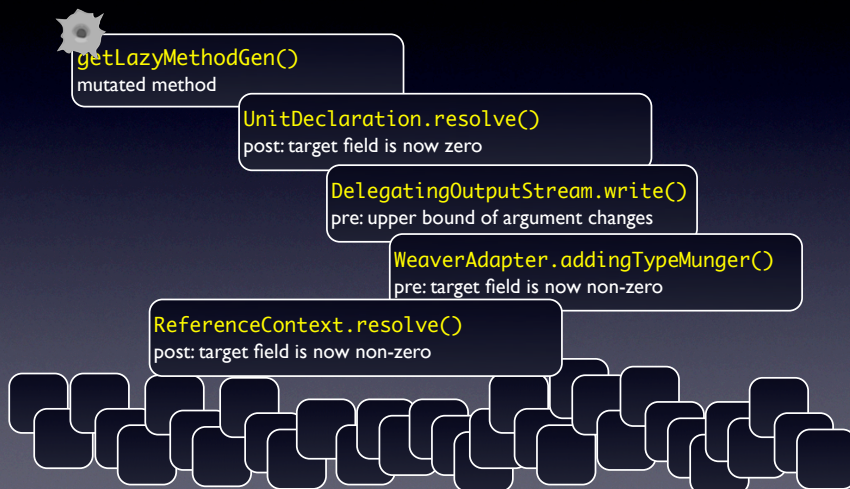 getLazyMethodGen()
mutated method
UnitDeclaration.resolve()
post: target field is now zero
DelegatingOutputStream.write()
pre: upper bound of argument changes
WeaverAdapter.addingTypeMunger()
pre: target field is now non-zero
ReferenceContext.resolve()
post: target field is now non-zero